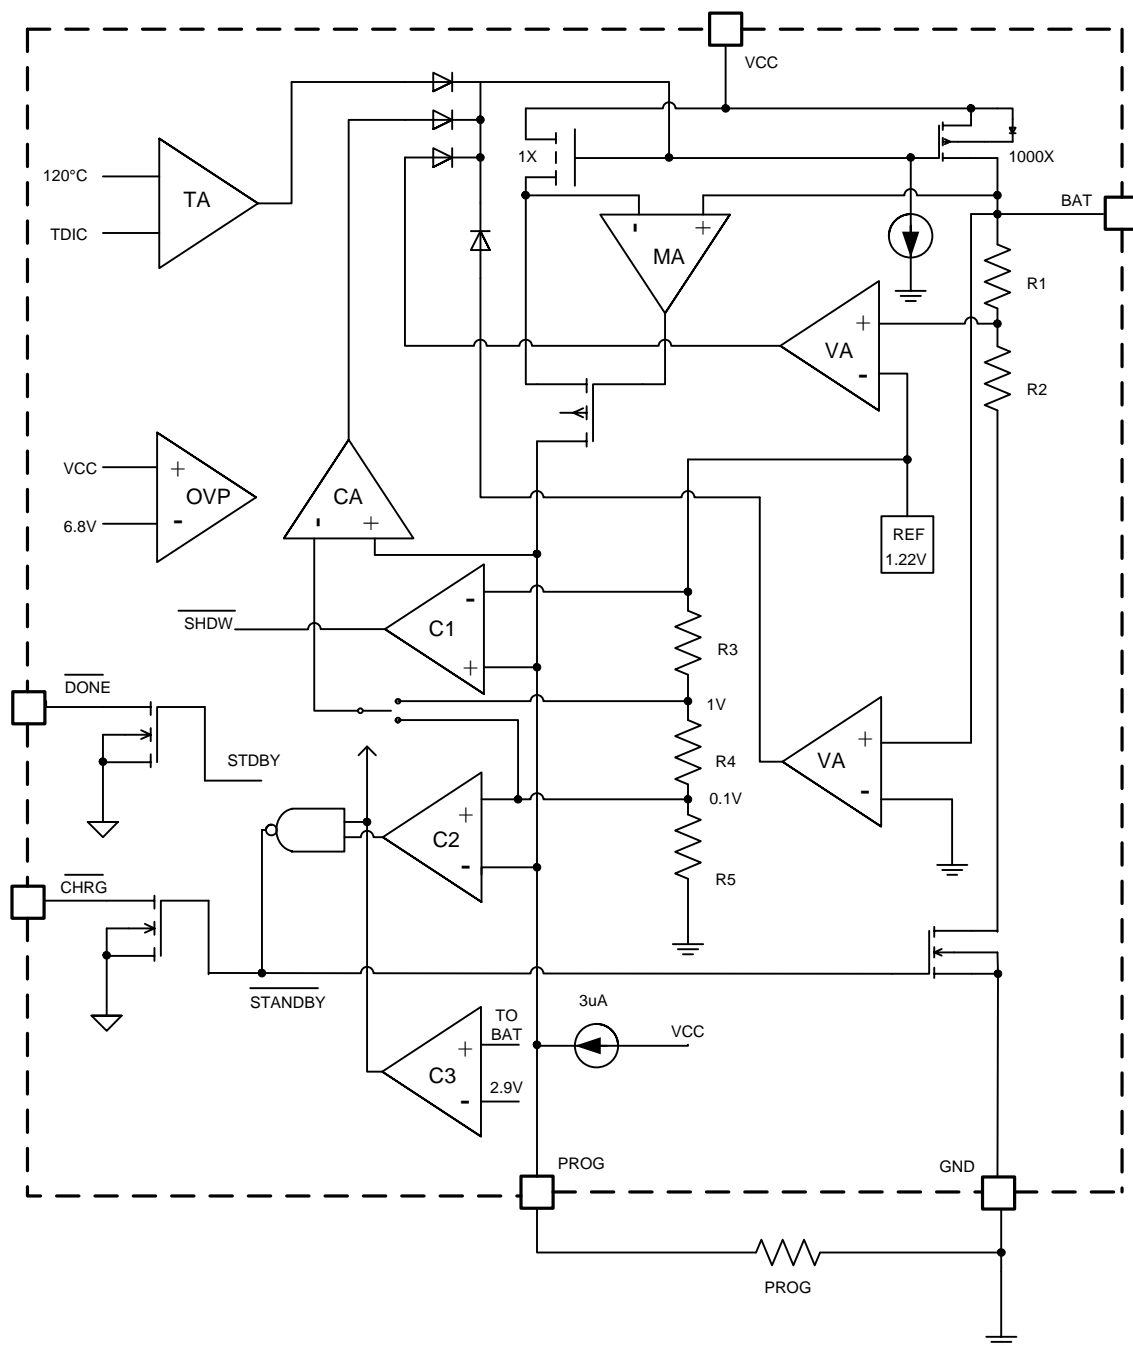 VCC
1X
1000X
120°C
TA
TDIC
BAT
-
+
MA
R1
+
VA
-
R2
VCC
+
OVP
6.8V
-
CA
-
+
REF
1.22V
SHDW
-
C1
+
R3
DONE
1V
STDBY
R4
+
VA
-
0.1V
+
C2
-
R5
CHRG
STANDBY
3uA
TO
BAT
VCC
+
C3
2.9V
-
PROG
GND
PROG